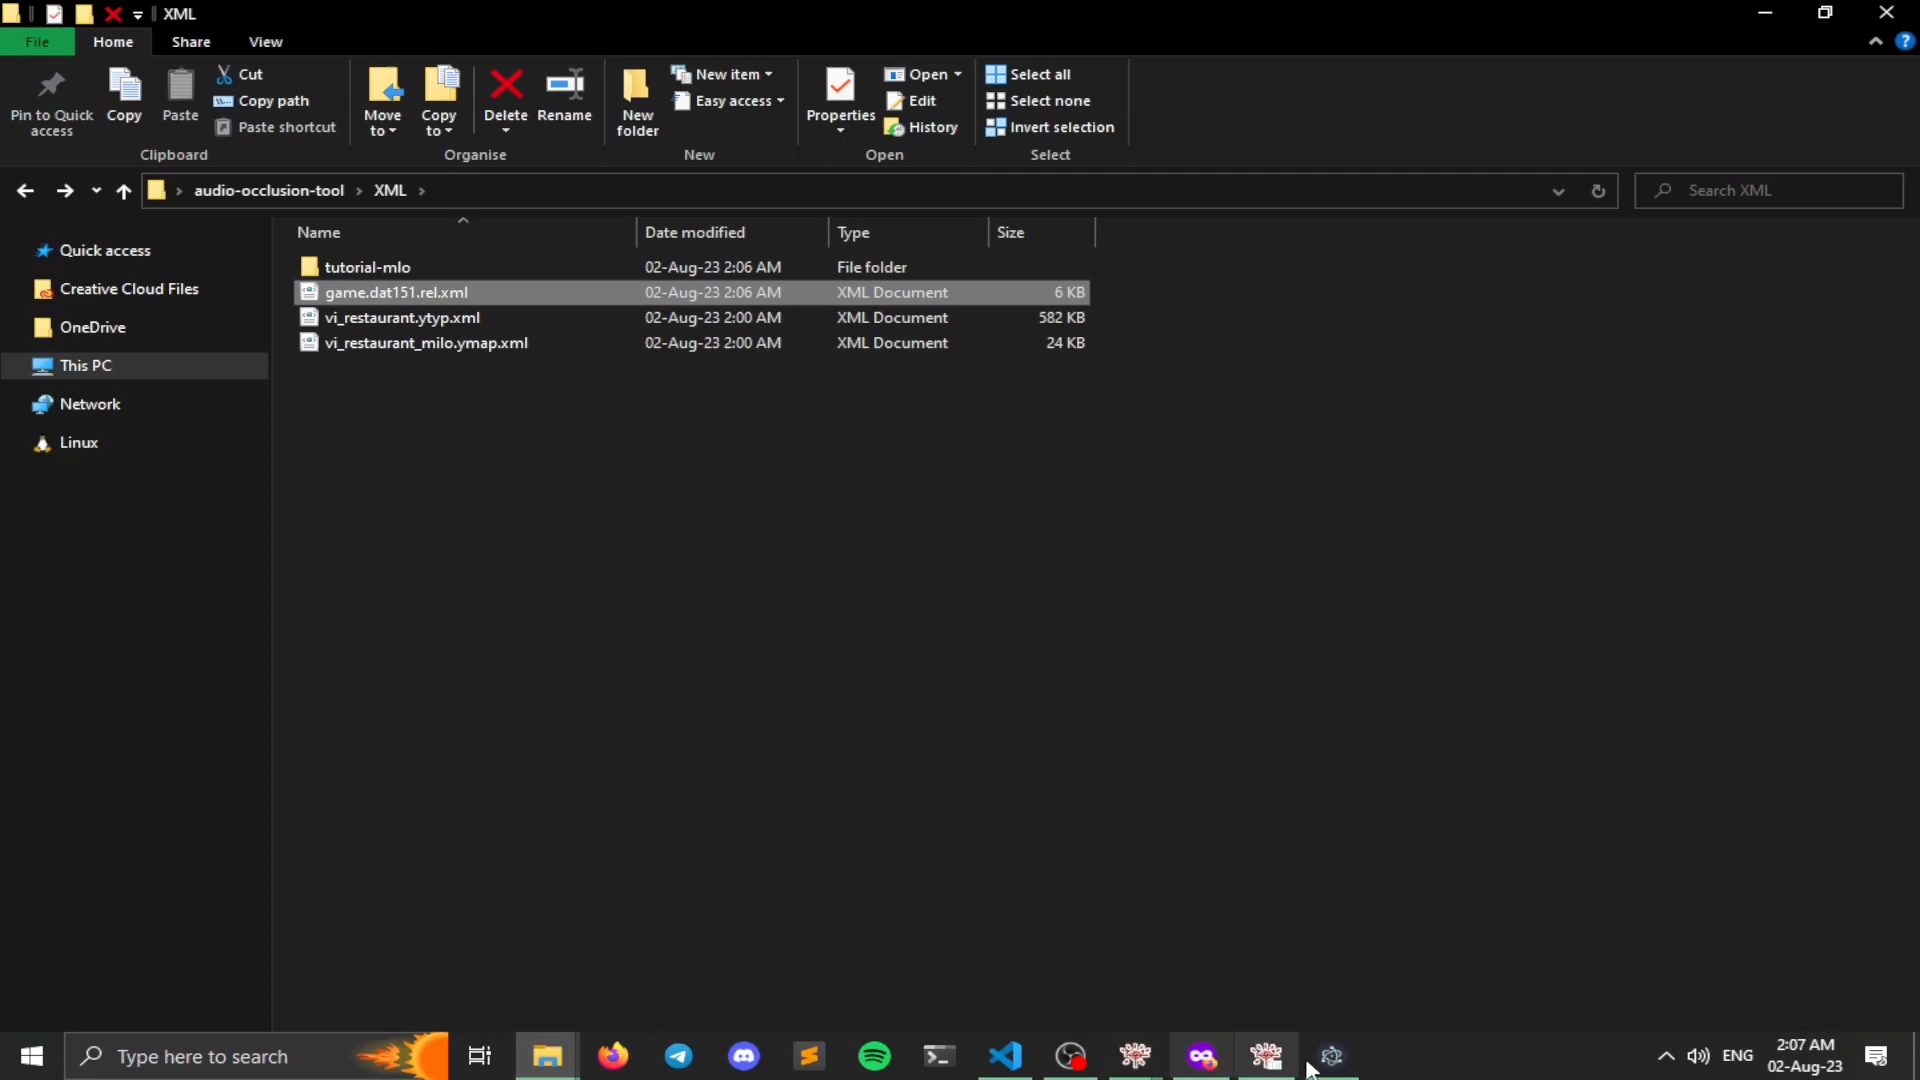 XML
File Home Share View
Pin to Quick access
Copy
Paste
Cut
Copy path
Paste shortcut
Clipboard
Move to
Copy to
Delete
Rename
Organise
New folder
New item
Easy access
New
Properties
Open
Edit
History
Open
Select all
Select none
Invert selection
Select
audio-occlusion-tool > XML >
Search XML
Quick access
Creative Cloud Files
OneDrive
This PC
Network
Linux
Name Date modified Type Size
tutorial-mlo 02-Aug-23 2:06 AM File folder
game.dat151.rel.xml 02-Aug-23 2:06 AM XML Document 6 KB
vi_restaurant.ytyp.xml 02-Aug-23 2:00 AM XML Document 582 KB
vi_restaurant_milo.ymap.xml 02-Aug-23 2:00 AM XML Document 24 KB
Type here to search
ENG
2:07 AM
02-Aug-23